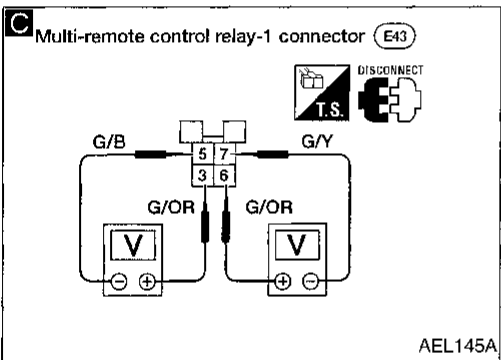 C
Multi-remote control relay-1 connector E43
DISCONNECT
T.S.
G/B 5 7 G/Y
3 6
G/OR G/OR
V V
− + + −
AEL145A